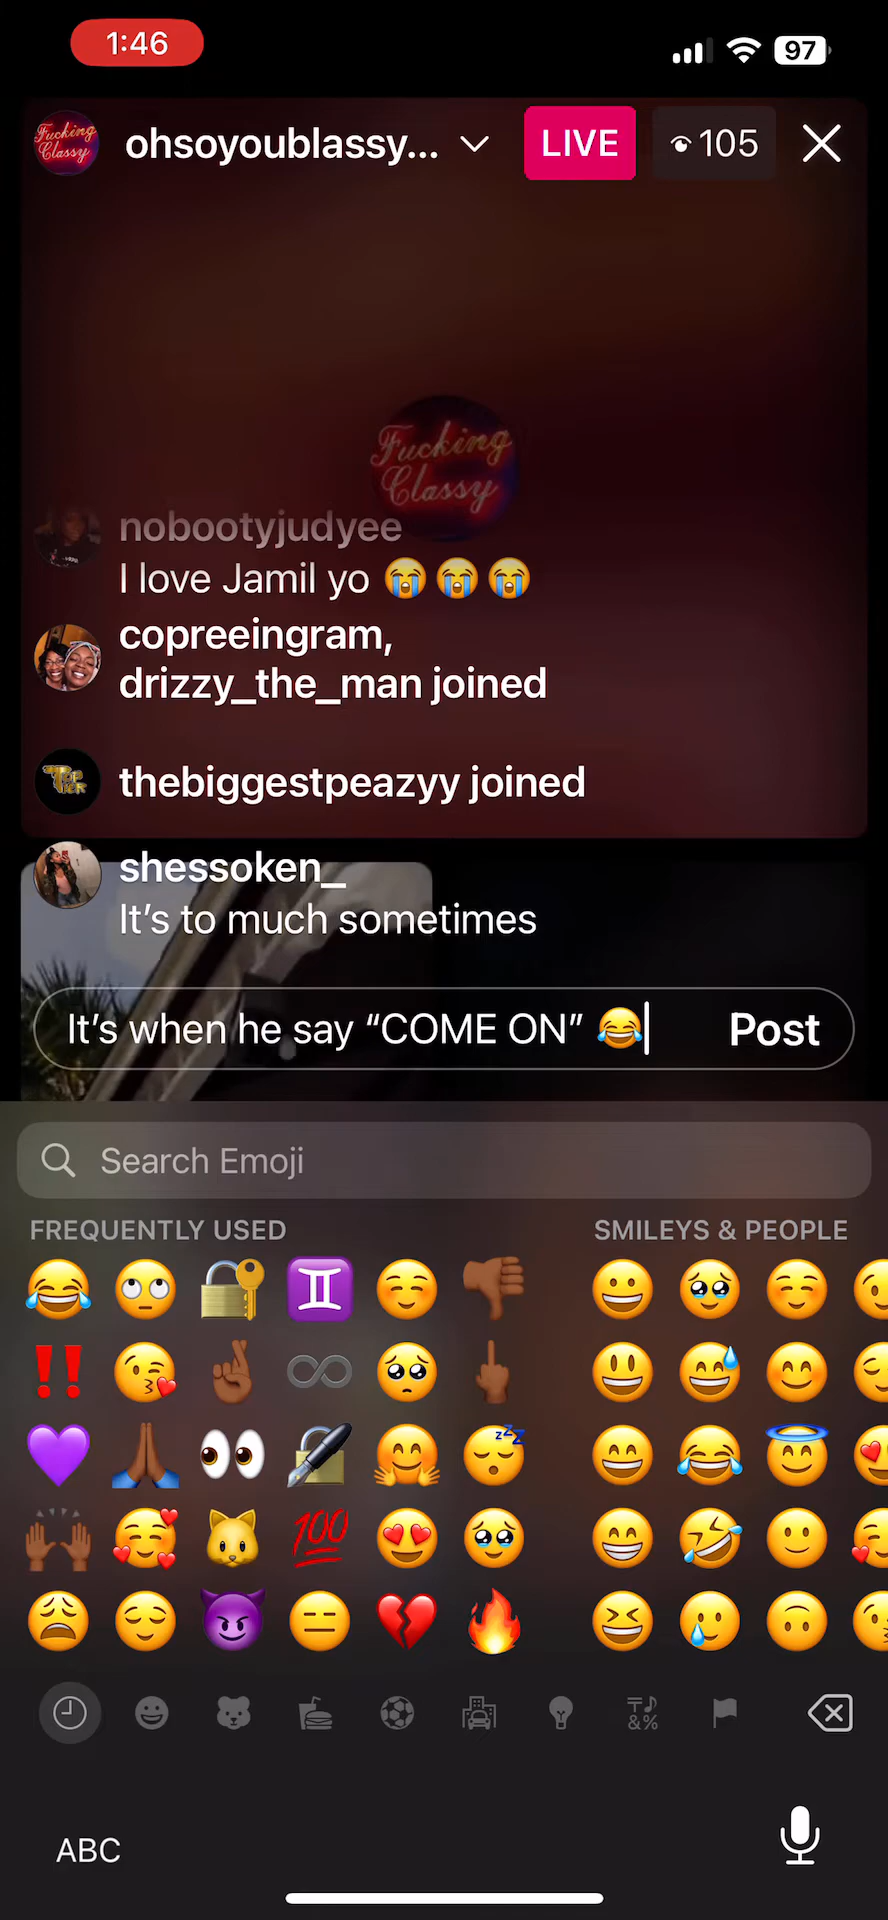 1:46
97
Fucking
Classy
ohsoyoublassy...
LIVE
105
Fucking
Classy
nobootyjudyee
I love Jamil yo 😭😭😭
copreeingram,
drizzy_the_man joined
TOP
TIER
thebiggestpeazyy joined
shessoken_
It's to much sometimes
It's when he say “COME ON” 😂
Post
Search Emoji
FREQUENTLY USED
SMILEYS & PEOPLE
ABC